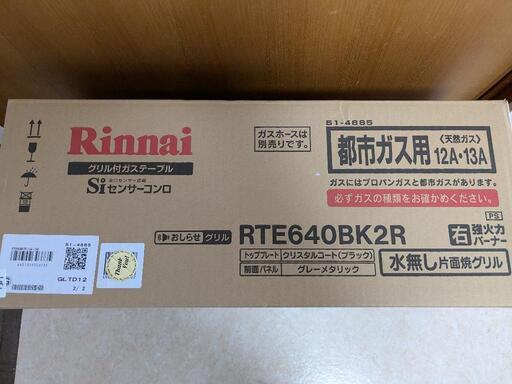 Rinnai
グリル付ガステーブル
Siセンサーコンロ
ガスホースは
別売りです。
51-4885
都市ガス用
〈天然ガス〉
12A・13A
ガスにはプロパンガスと都市ガスがあります。
必ずガスの種類をお確かめください。
PS
おしらせ グリル
RTE640BK2R
右 強火力
バーナー
トッププレート クリスタルコート(ブラック)
前面パネル グレーメタリック
水無し片面焼グリル
51-4885
GLTD12
2/2
Thank
You!